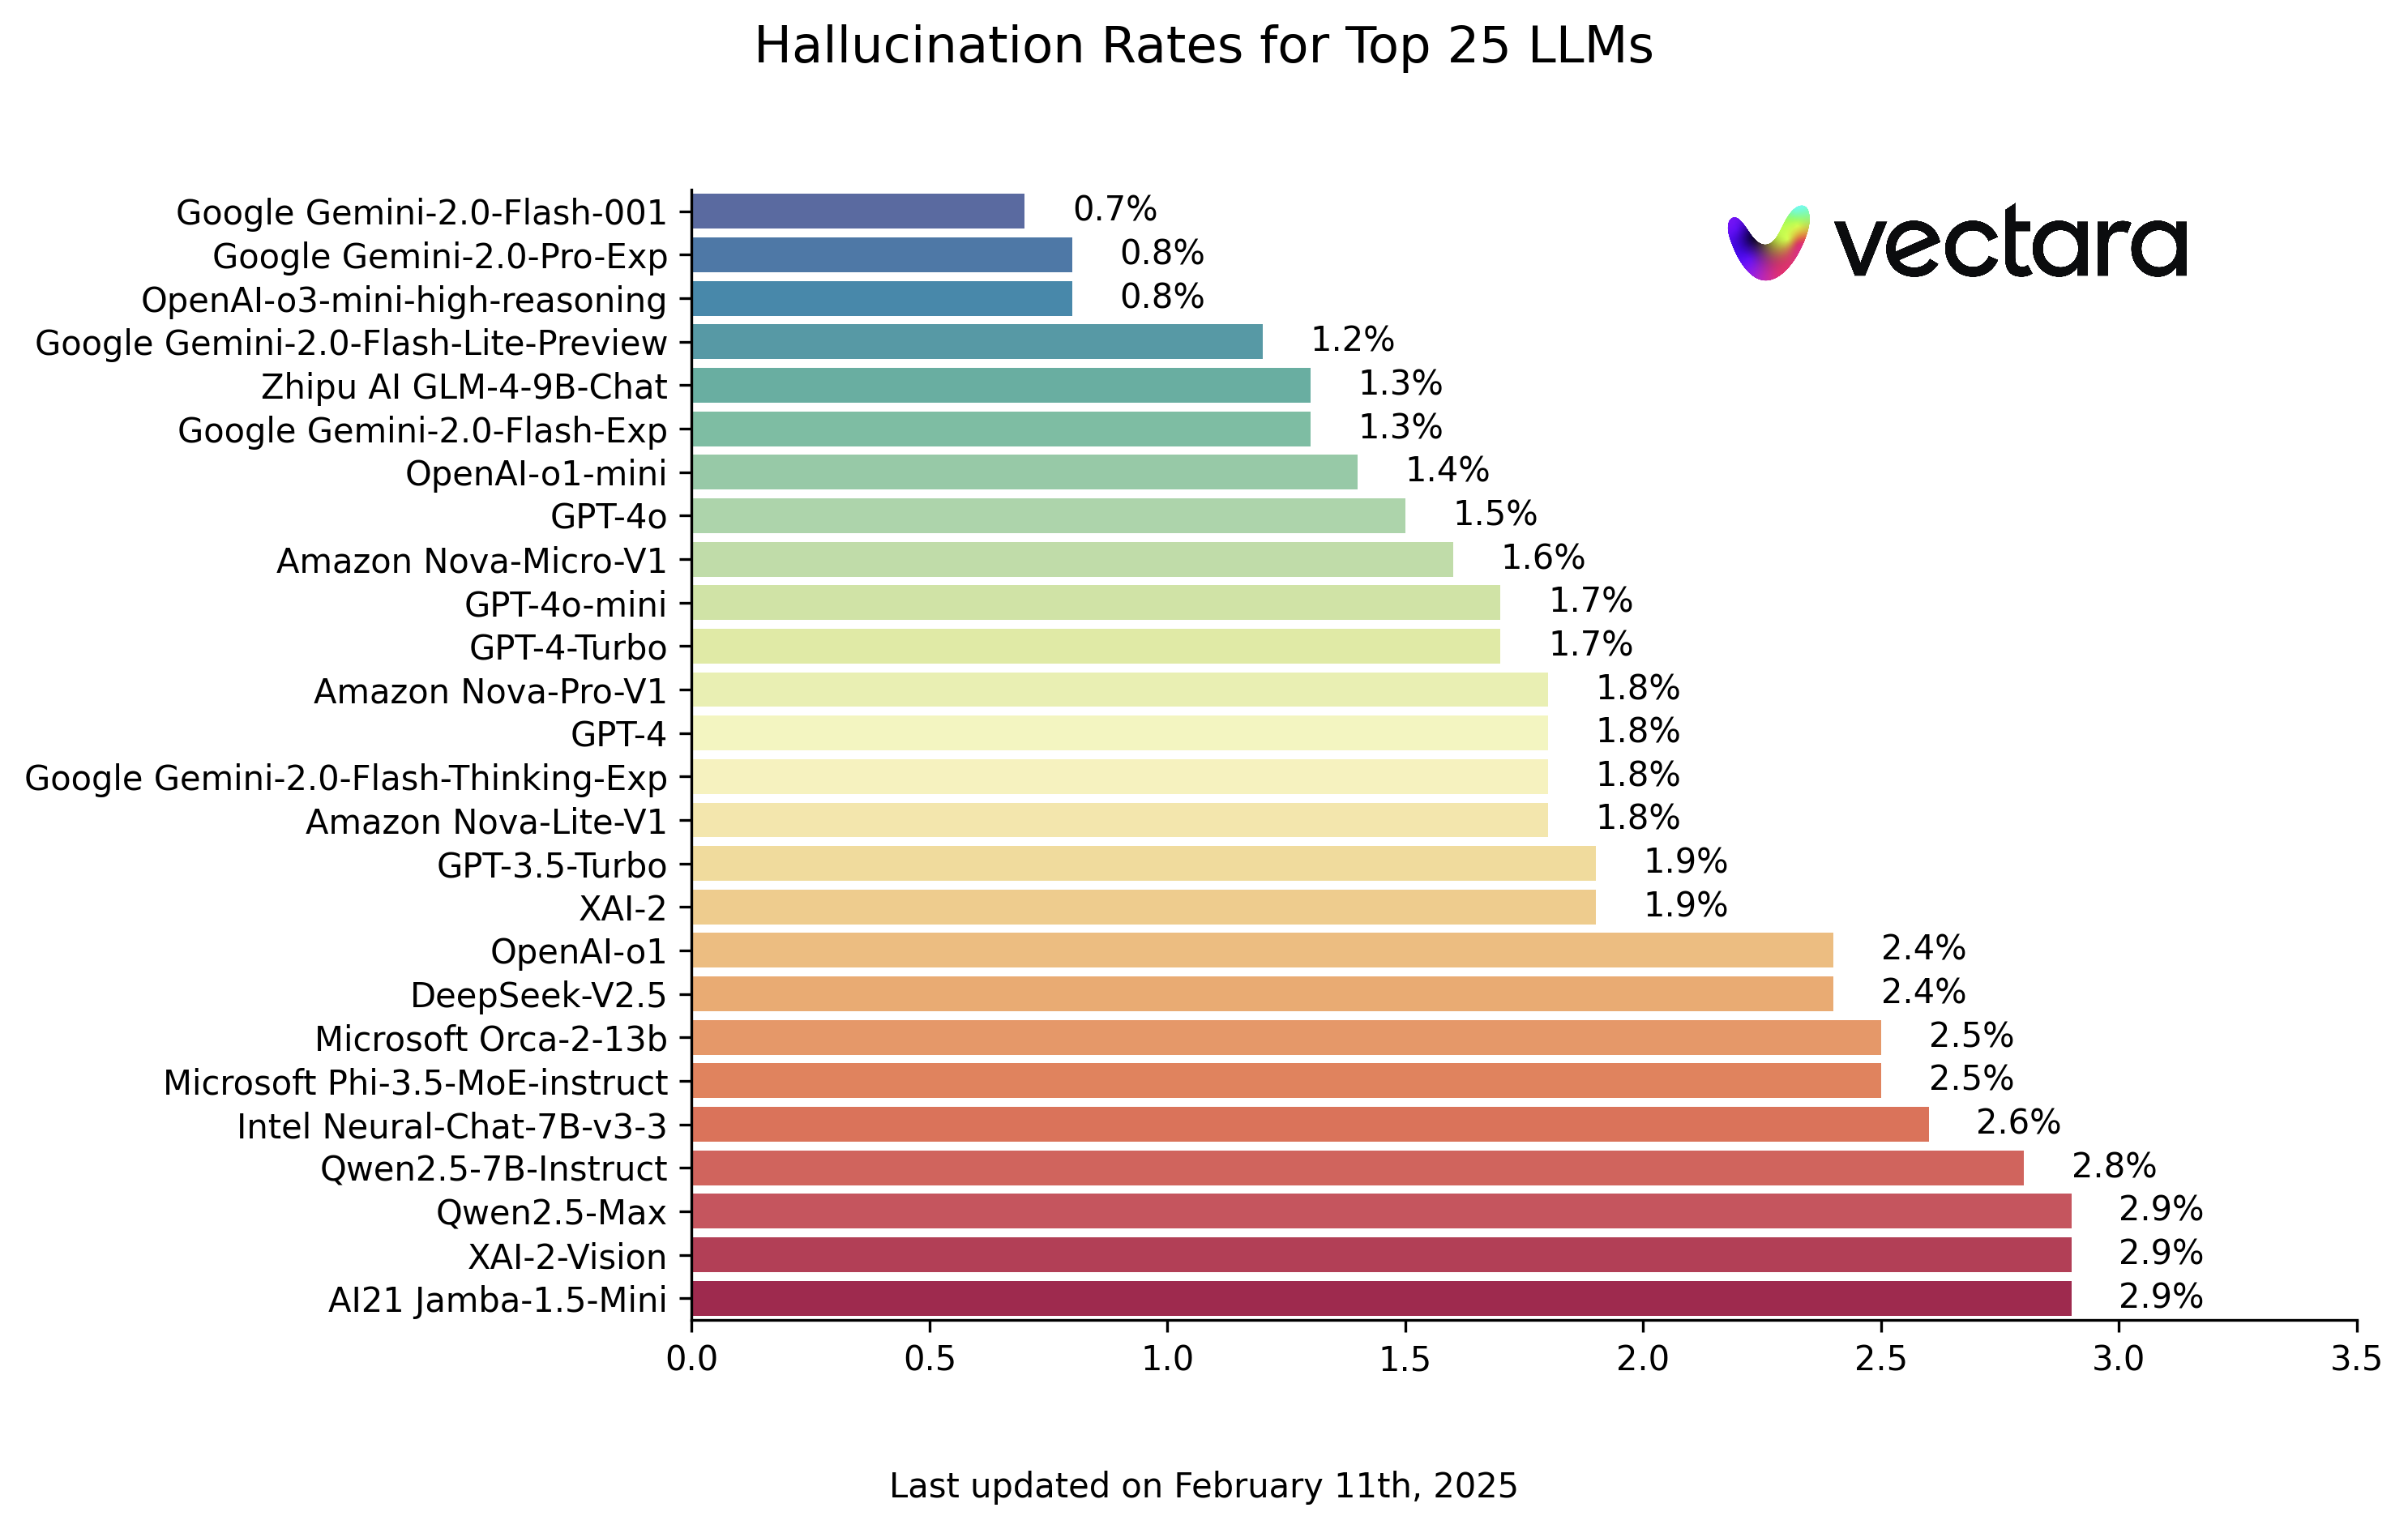 Hallucination Rates for Top 25 LLMs
vectara
Google Gemini-2.0-Flash-001 0.7%
Google Gemini-2.0-Pro-Exp 0.8%
OpenAI-o3-mini-high-reasoning 0.8%
Google Gemini-2.0-Flash-Lite-Preview 1.2%
Zhipu AI GLM-4-9B-Chat 1.3%
Google Gemini-2.0-Flash-Exp 1.3%
OpenAI-o1-mini 1.4%
GPT-4o 1.5%
Amazon Nova-Micro-V1 1.6%
GPT-4o-mini 1.7%
GPT-4-Turbo 1.7%
Amazon Nova-Pro-V1 1.8%
GPT-4 1.8%
Google Gemini-2.0-Flash-Thinking-Exp 1.8%
Amazon Nova-Lite-V1 1.8%
GPT-3.5-Turbo 1.9%
XAI-2 1.9%
OpenAI-o1 2.4%
DeepSeek-V2.5 2.4%
Microsoft Orca-2-13b 2.5%
Microsoft Phi-3.5-MoE-instruct 2.5%
Intel Neural-Chat-7B-v3-3 2.6%
Qwen2.5-7B-Instruct 2.8%
Qwen2.5-Max 2.9%
XAI-2-Vision 2.9%
AI21 Jamba-1.5-Mini 2.9%
0.0 0.5 1.0 1.5 2.0 2.5 3.0 3.5
Last updated on February 11th, 2025